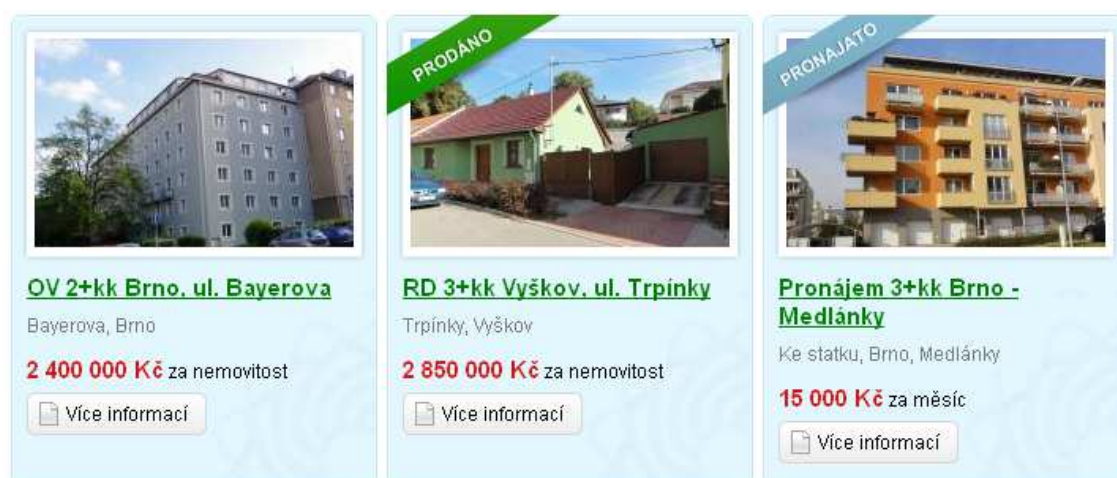 OV 2+kk Brno, ul. Bayerova
Bayerova, Brno
2 400 000 Kč za nemovitost
Více informací
PRODÁNO
RD 3+kk Vyškov, ul. Trpínky
Trpínky, Vyškov
2 850 000 Kč za nemovitost
Více informací
PRONAJATO
Pronájem 3+kk Brno -
Medlánky
Ke statku, Brno, Medlánky
15 000 Kč za měsíc
Více informací